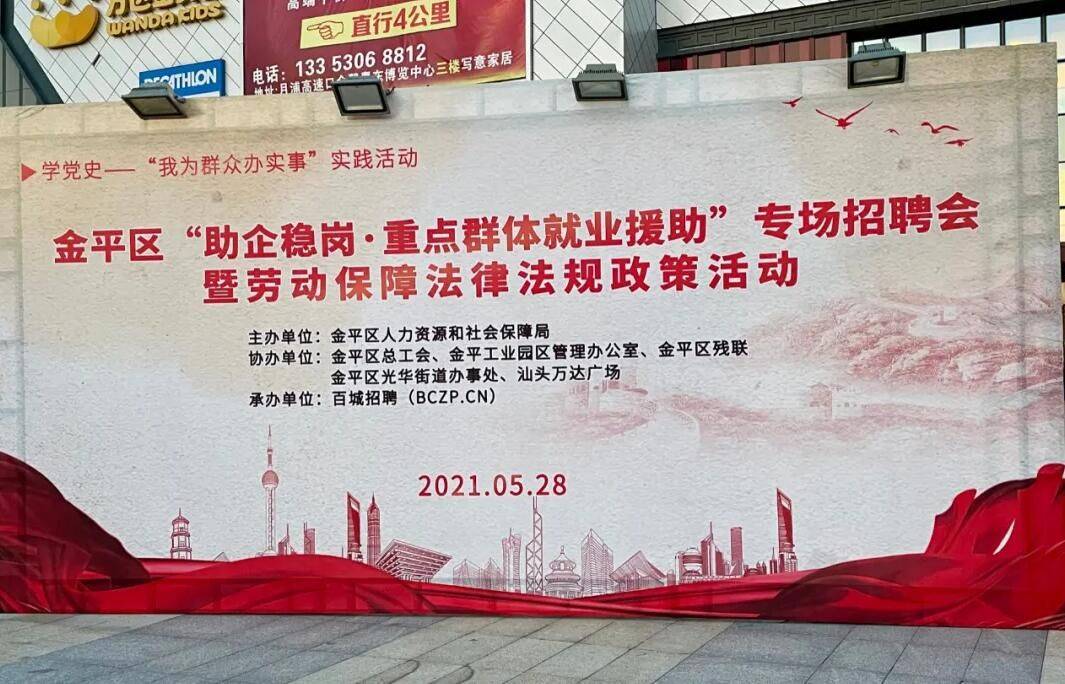 WANDA KIDS
直行4公里
DECATHLON
电话：133 5306 8812
三楼写意家居
▶学党史——“我为群众办实事”实践活动
金平区“助企稳岗·重点群体就业援助”专场招聘会
暨劳动保障法律法规政策活动
主办单位：金平区人力资源和社会保障局
协办单位：金平区总工会、金平工业园区管理办公室、金平区残联
金平区光华街道办事处、汕头万达广场
承办单位：百城招聘（BCZP.CN）
2021.05.28